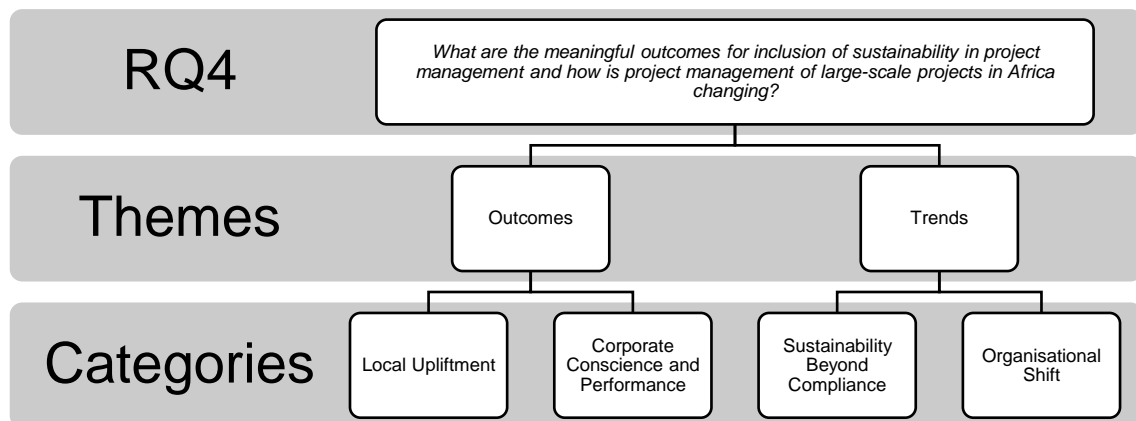 RQ4
What are the meaningful outcomes for inclusion of sustainability in project
management and how is project management of large-scale projects in Africa
changing?
Themes
Outcomes
Trends
Categories
Local Upliftment
Corporate
Conscience and
Performance
Sustainability
Beyond
Compliance
Organisational
Shift